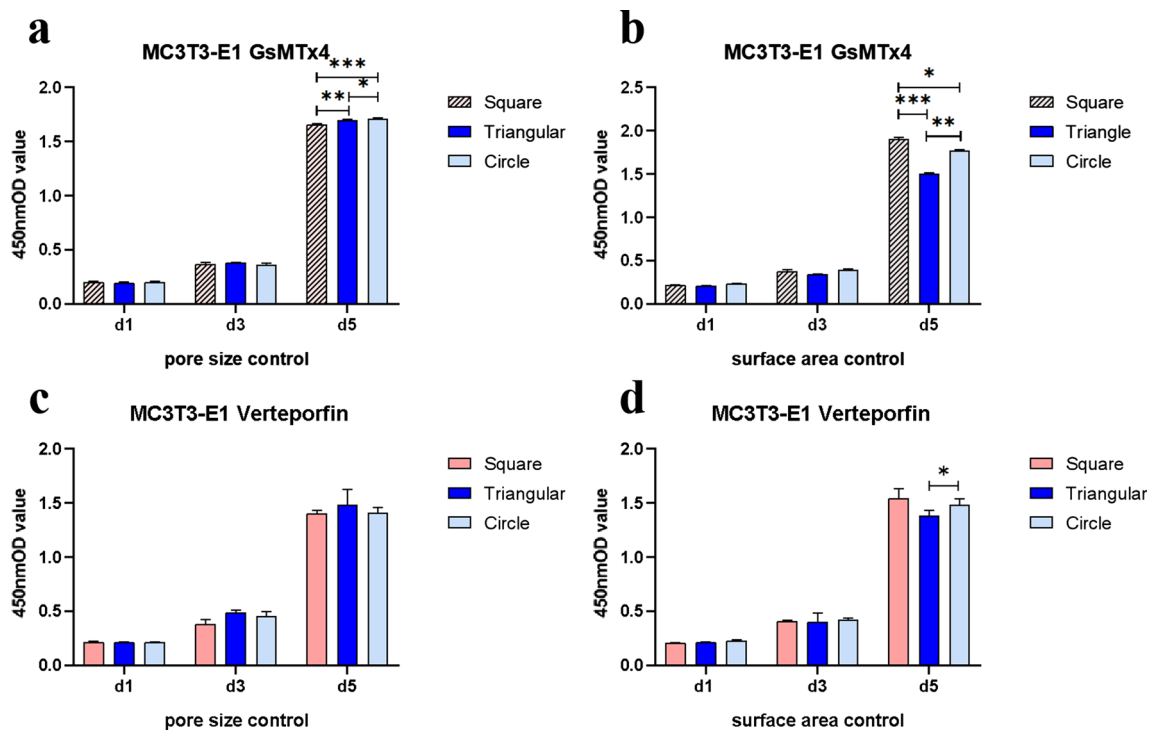 a
MC3T3-E1 GsMTx4
450nmOD value
2.0
1.5
1.0
0.5
0.0
***
*
**
d1 d3 d5
pore size control
Square
Triangular
Circle
b
MC3T3-E1 GsMTx4
450nmOD value
2.5
2.0
1.5
1.0
0.5
0.0
*
***
**
d1 d3 d5
surface area control
Square
Triangle
Circle
c
MC3T3-E1 Verteporfin
450nmOD value
2.0
1.5
1.0
0.5
0.0
d1 d3 d5
pore size control
Square
Triangular
Circle
d
MC3T3-E1 Verteporfin
450nmOD value
2.0
1.5
1.0
0.5
0.0
*
d1 d3 d5
surface area control
Square
Triangular
Circle